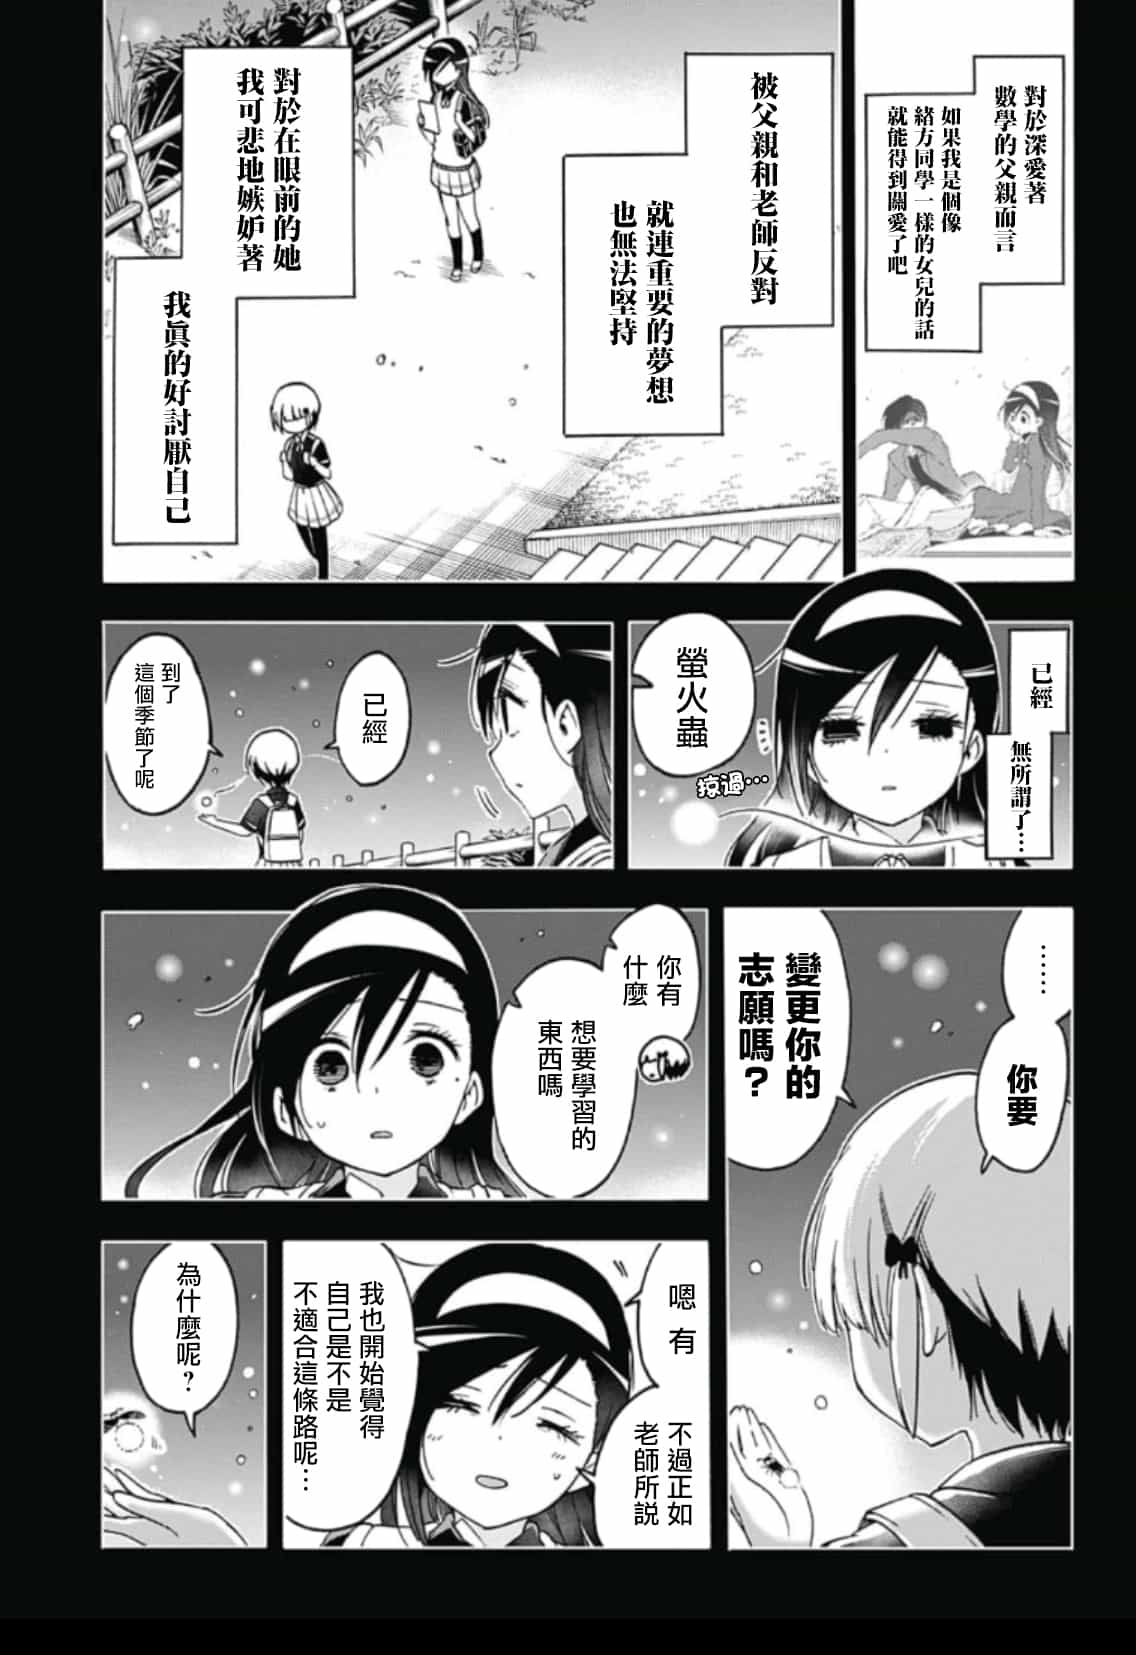 對於深愛著
數學的父親而言
如果我是個像
緒方同學一樣的女兒的話
就能得到關愛了吧
被父親和老師反對
就連重要的夢想
也無法堅持
對於在眼前的她
我可悲地嫉妒著
我真的好討厭自己
已經
無所謂了…
螢火蟲
掠過…
已經
到了
這個季節了呢
……
你要
變更你的
志願嗎？
你有
什麼
想要學習的
東西嗎
嗯 有
不過正如
老師所說
我也開始覺得
自己是不是
不適合這條路呢…
為什麼呢？